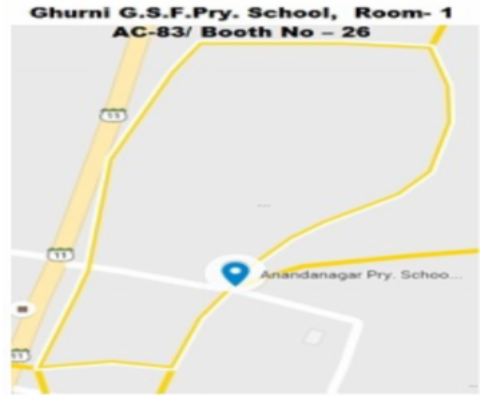 Ghurni G.S.F.Pry. School, Room- 1
AC-83/ Booth No – 26
11
11
Anandanagar Pry. Schoo...
11